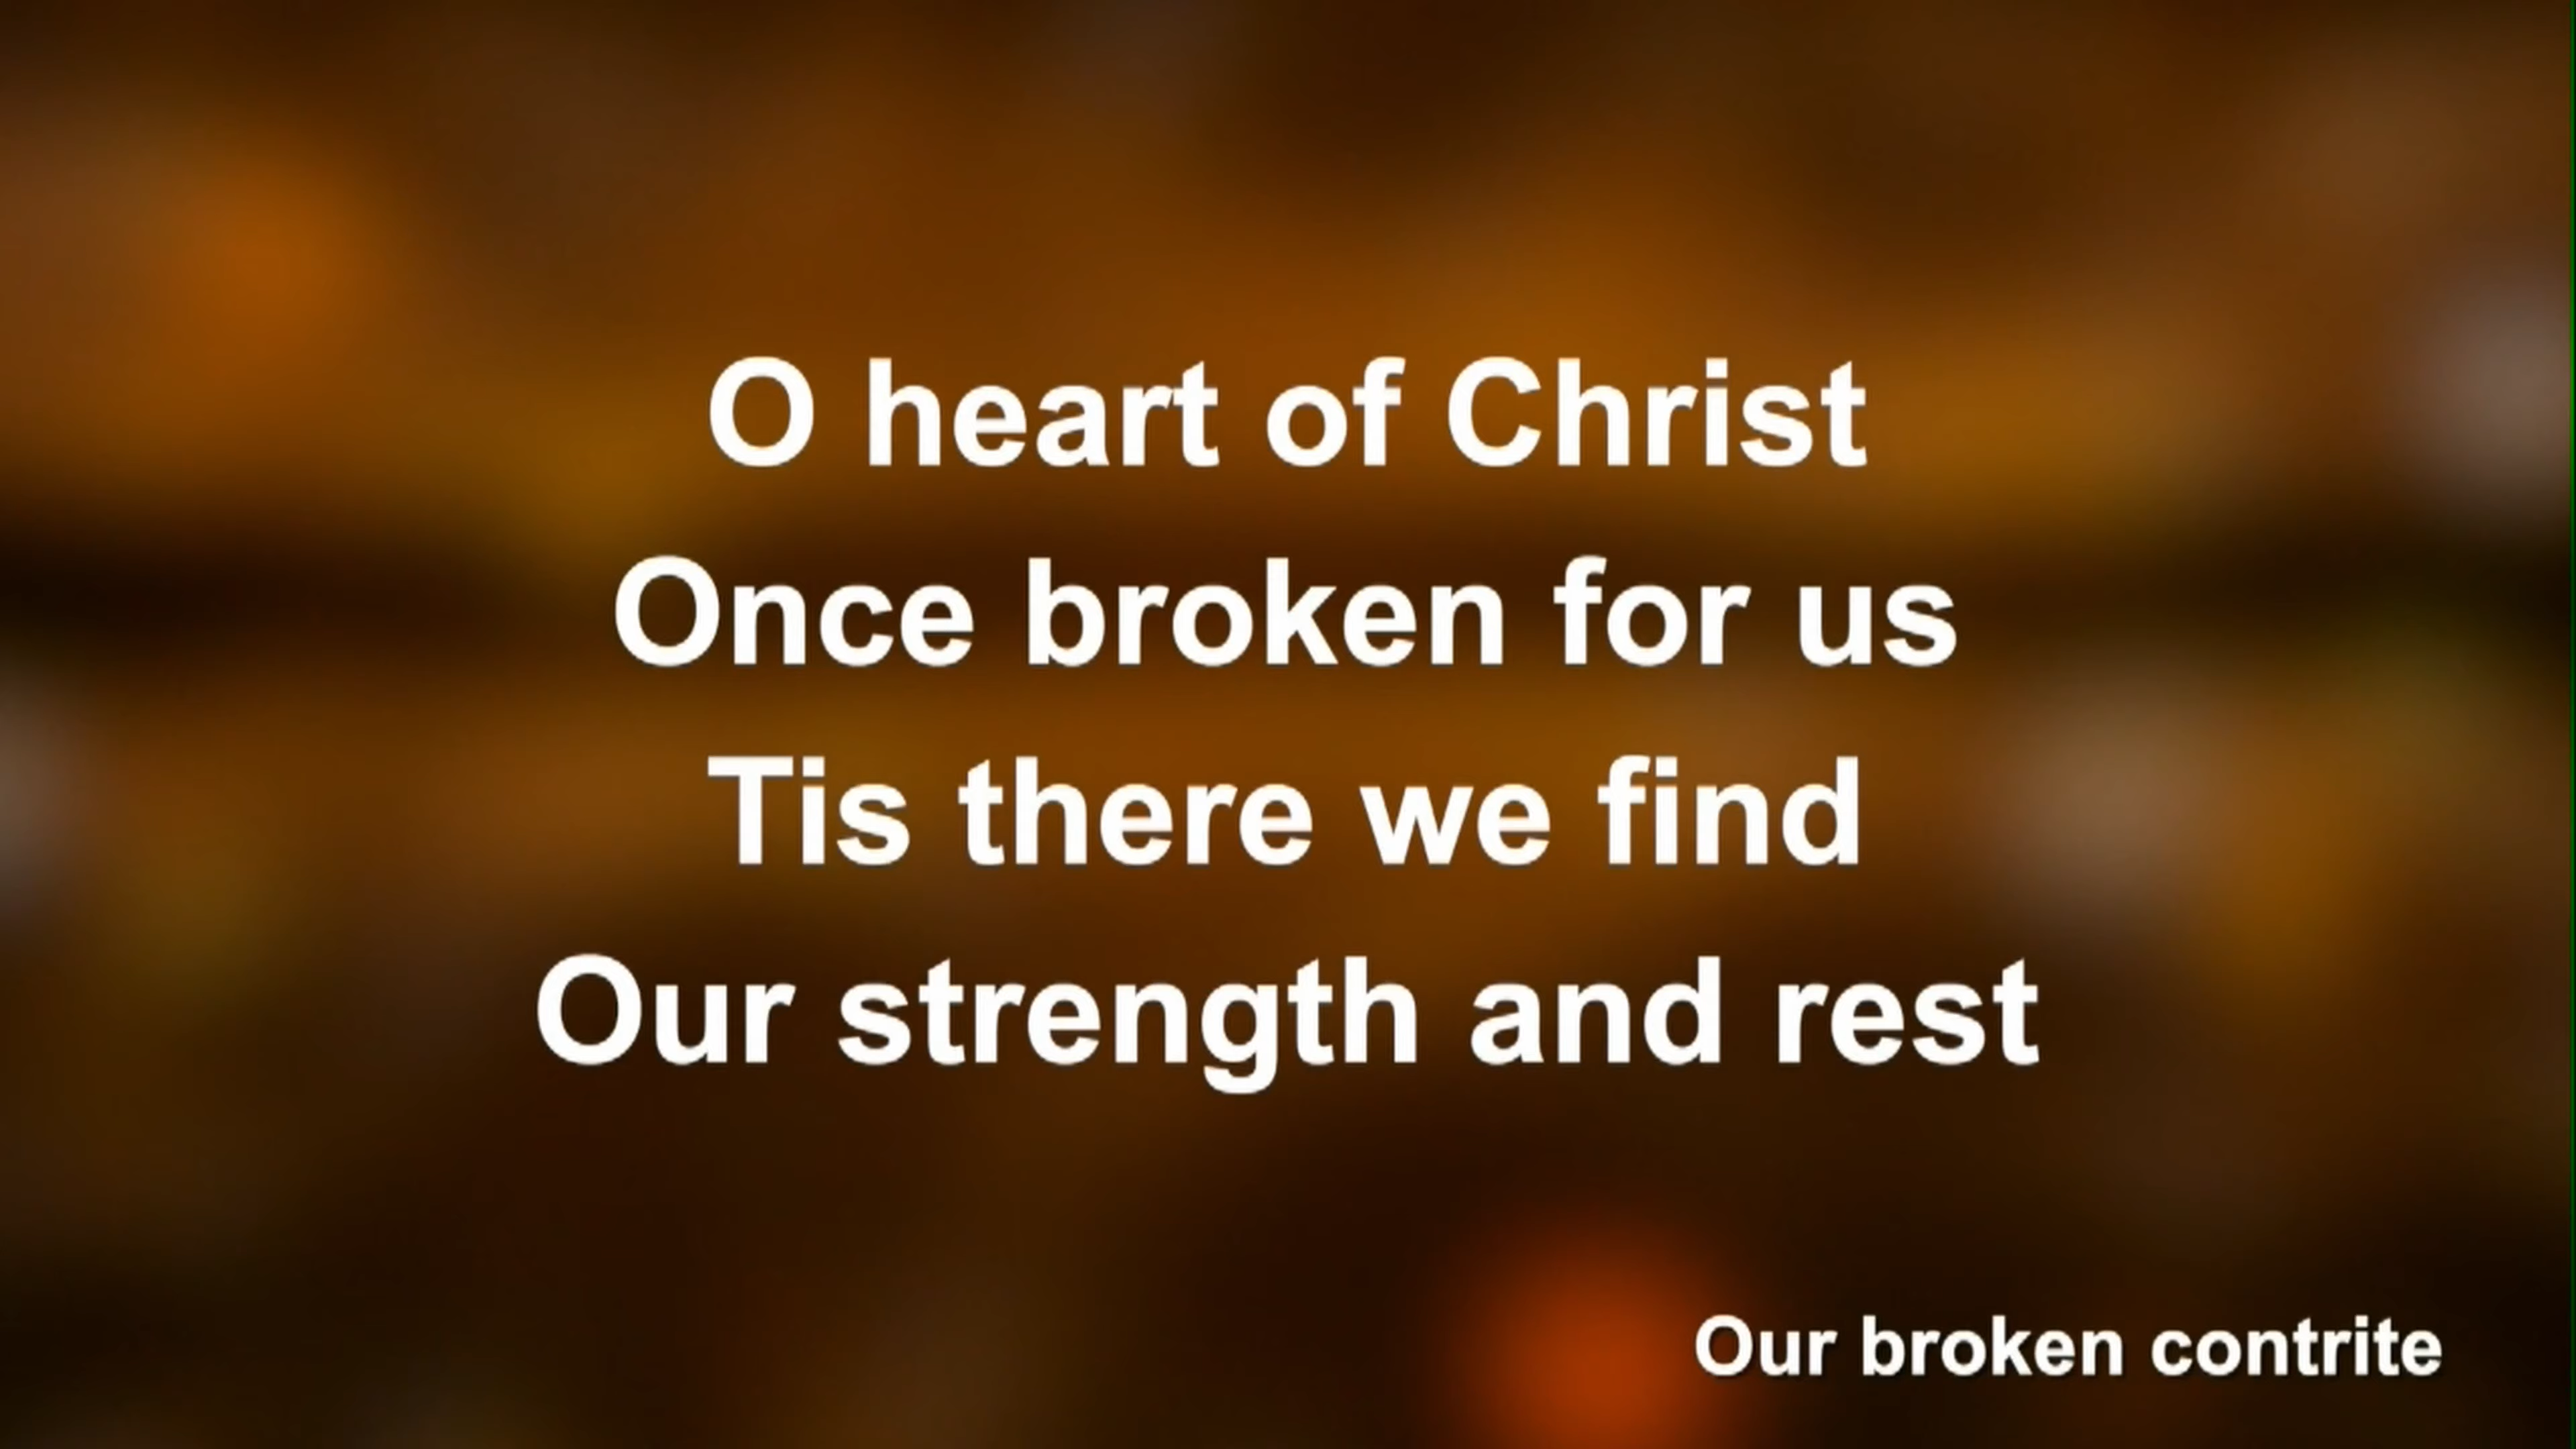 O heart of Christ
Once broken for us
Tis there we find
Our strength and rest
Our broken contrite